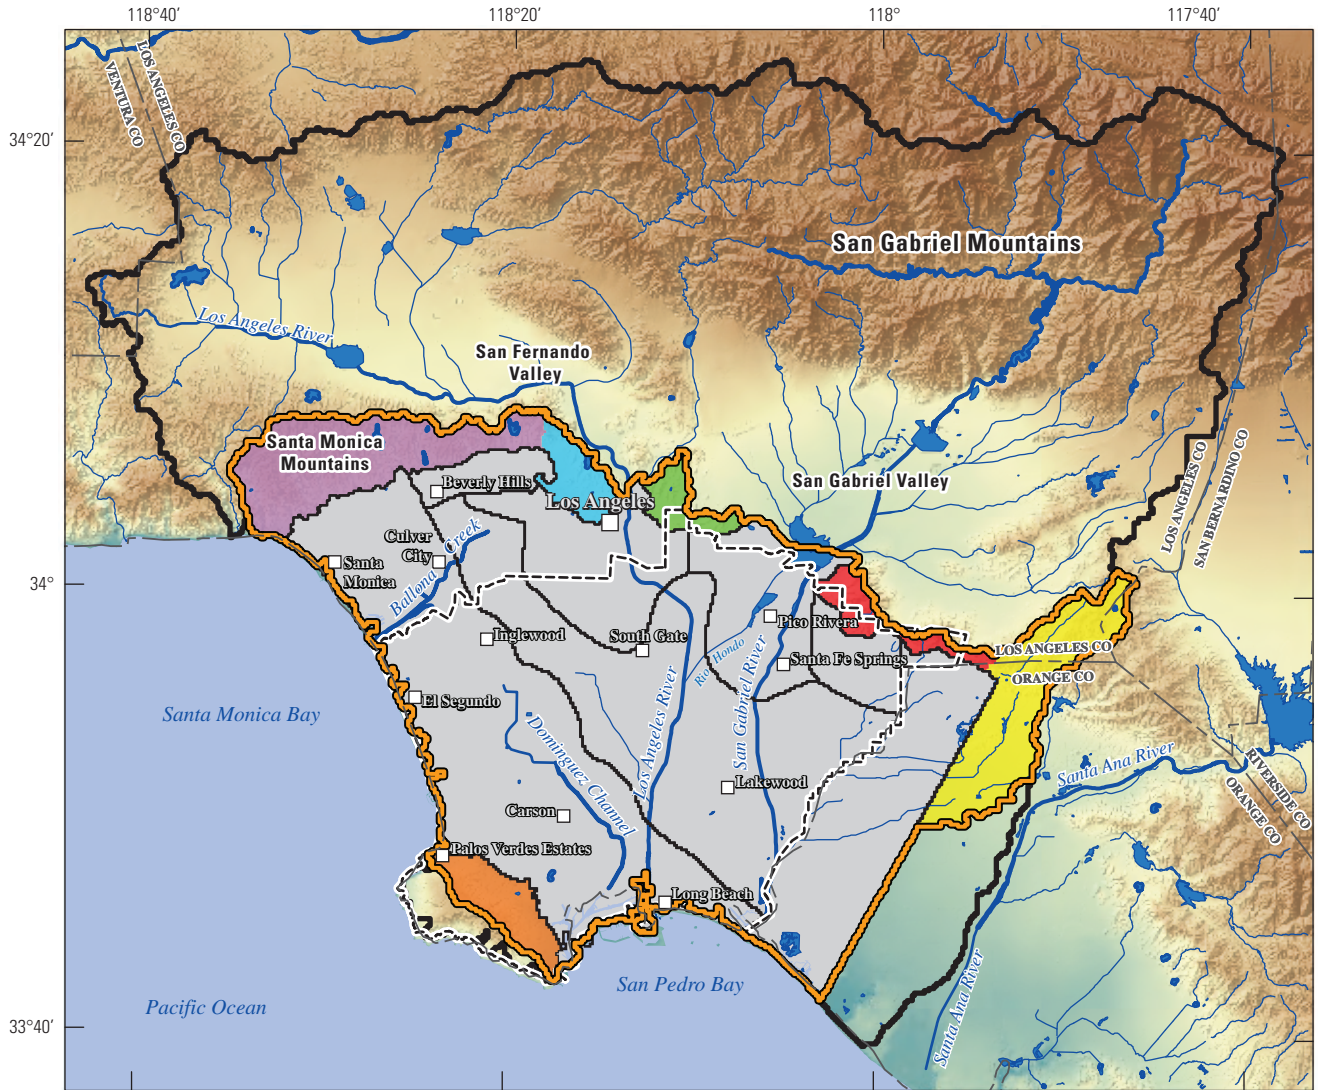 118°40'
118°20'
118°
117°40'
34°20'
34°
33°40'
VENTURA CO
LOS ANGELES CO
San Gabriel Mountains
Los Angeles River
San Fernando
Valley
Santa Monica
Mountains
Beverly Hills
Los Angeles
San Gabriel Valley
LOS ANGELES CO
SAN BERNARDINO CO
Culver
City
Ballona Creek
Santa
Monica
Inglewood
South Gate
Pico Rivera
Rio Hondo
Santa Fe Springs
LOS ANGELES CO
ORANGE CO
El Segundo
Santa Monica Bay
Dominguez Channel
Los Angeles River
San Gabriel River
Lakewood
Santa Ana River
RIVERSIDE CO
ORANGE CO
Carson
Palos Verdes Estates
Long Beach
San Pedro Bay
Pacific Ocean
Santa Ana River